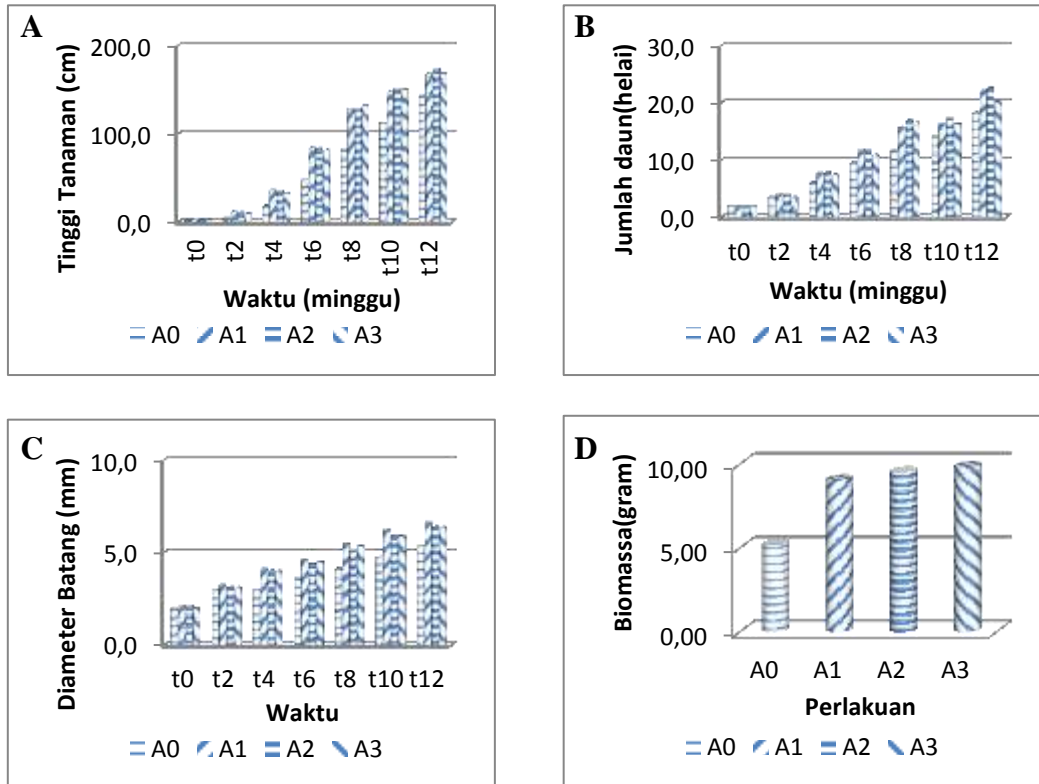 A
Tinggi Tanaman (cm)
200,0
100,0
0,0
t0 t2 t4 t6 t8 t10 t12
Waktu (minggu)
A0 A1 A2 A3
B
Jumlah daun(helai)
30,0
20,0
10,0
0,0
t0 t2 t4 t6 t8 t10 t12
Waktu (minggu)
A0 A1 A2 A3
C
Diameter Batang (mm)
10,0
5,0
0,0
t0 t2 t4 t6 t8 t10 t12
Waktu
A0 A1 A2 A3
D
Biomassa(gram)
10,00
5,00
0,00
A0 A1 A2 A3
Perlakuan
A0 A1 A2 A3